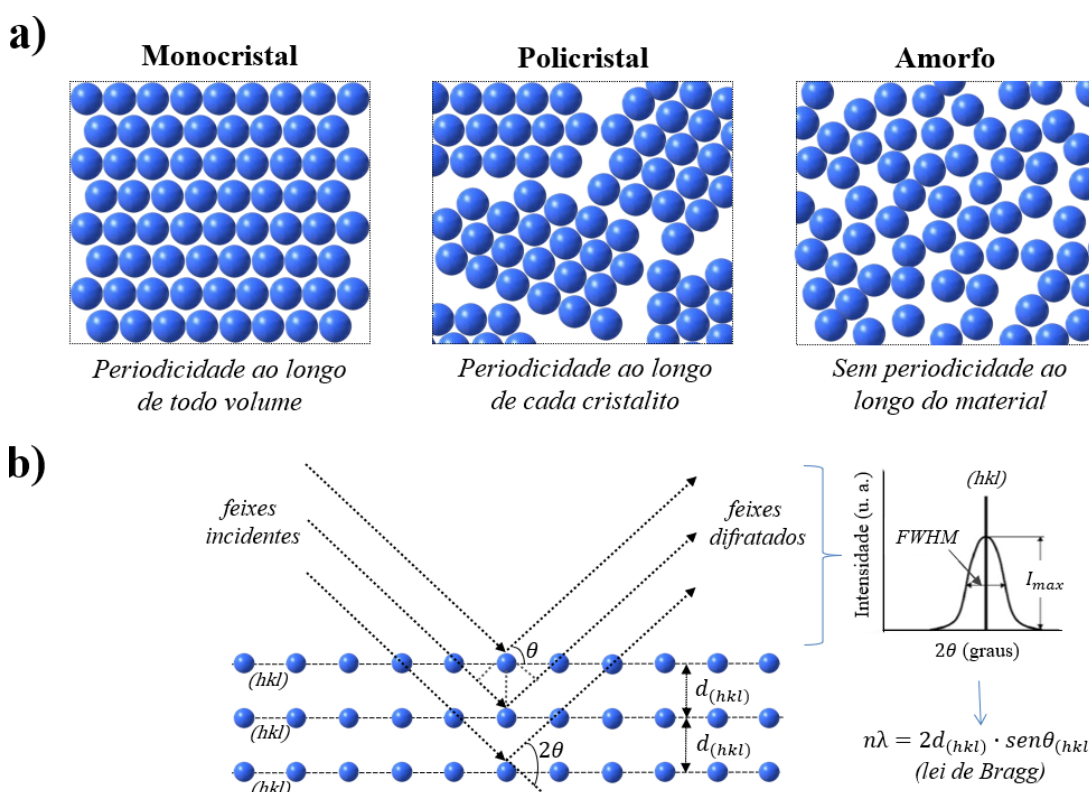 a)
Monocristal
Policristal
Amorfo
Periodicidade ao longo
de todo volume
Periodicidade ao longo
de cada cristalito
Sem periodicidade ao
longo do material
b)
feixes
incidentes
feixes
difratados
(hkl)
Intensidade (u. a.)
FWHM
I_max
2θ (graus)
θ
(hkl)
d_(hkl)
(hkl)
d_(hkl)
2θ
(hkl)
nλ = 2d_(hkl) · senθ_(hkl
(lei de Bragg)